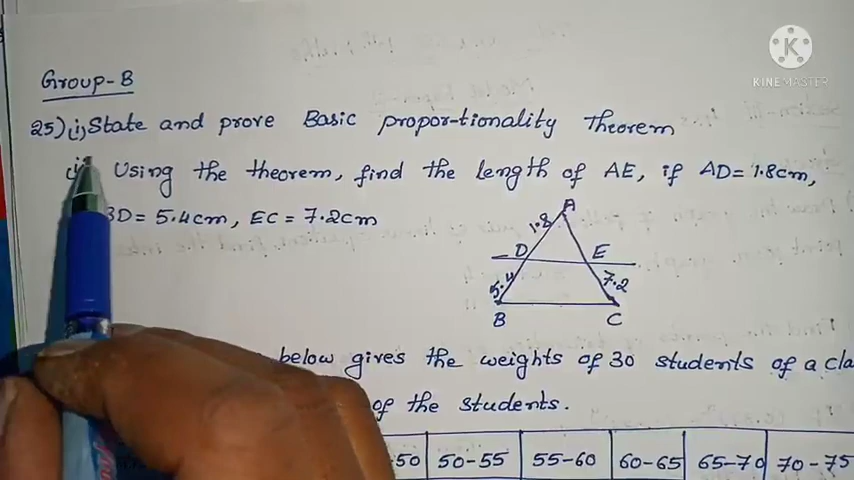 KINEMASTER
Group-B
25) (i) State and prove Basic proportionality Theorem
Using the theorem, find the length of AE, if AD= 1.8cm,
BD= 5.4cm, EC = 7.2cm
A
1.8
D E
5.4 7.2
B C
below gives the weights of 30 students of a cla
of the students.
50 50-55 55-60 60-65 65-70 70-75